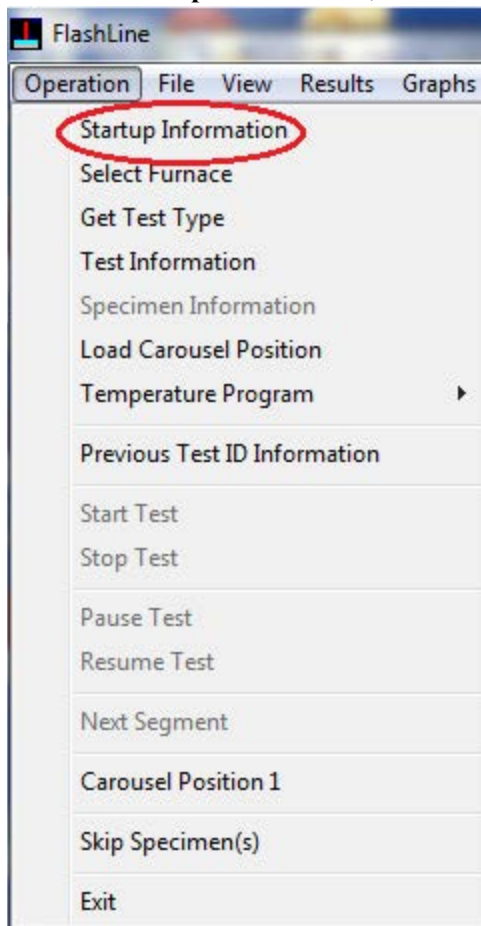 FlashLine
Operation File View Results Graphs
Startup Information
Select Furnace
Get Test Type
Test Information
Specimen Information
Load Carousel Position
Temperature Program
Previous Test ID Information
Start Test
Stop Test
Pause Test
Resume Test
Next Segment
Carousel Position 1
Skip Specimen(s)
Exit